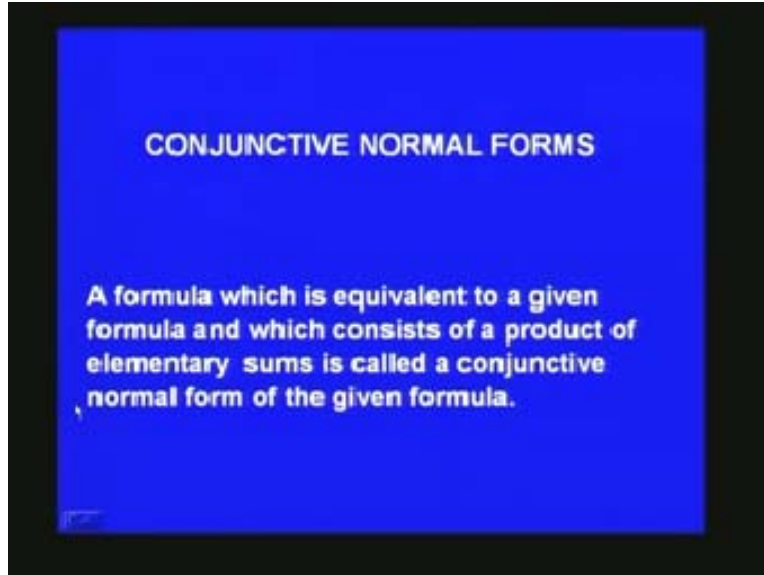 CONJUNCTIVE NORMAL FORMS
A formula which is equivalent to a given
formula and which consists of a product of
elementary sums is called a conjunctive
normal form of the given formula.